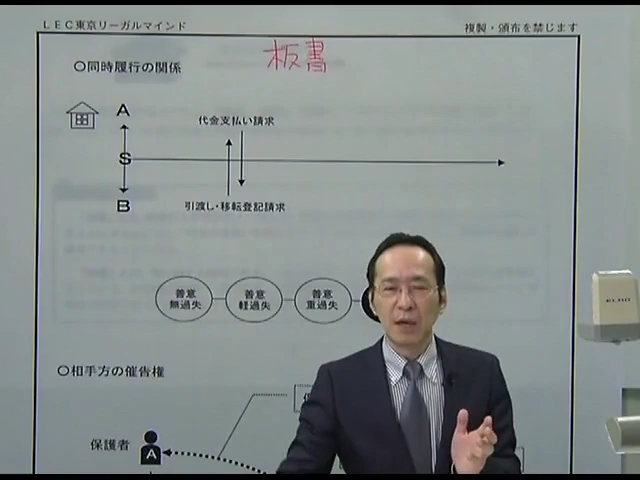 LEC東京リーガルマインド
複製・頒布を禁じます
板書
〇同時履行の関係
A
代金支払い請求
S
B
引渡し・移転登記請求
善意
無過失
善意
軽過失
善意
重過失
ELMO
〇相手方の催告権
保護者
A